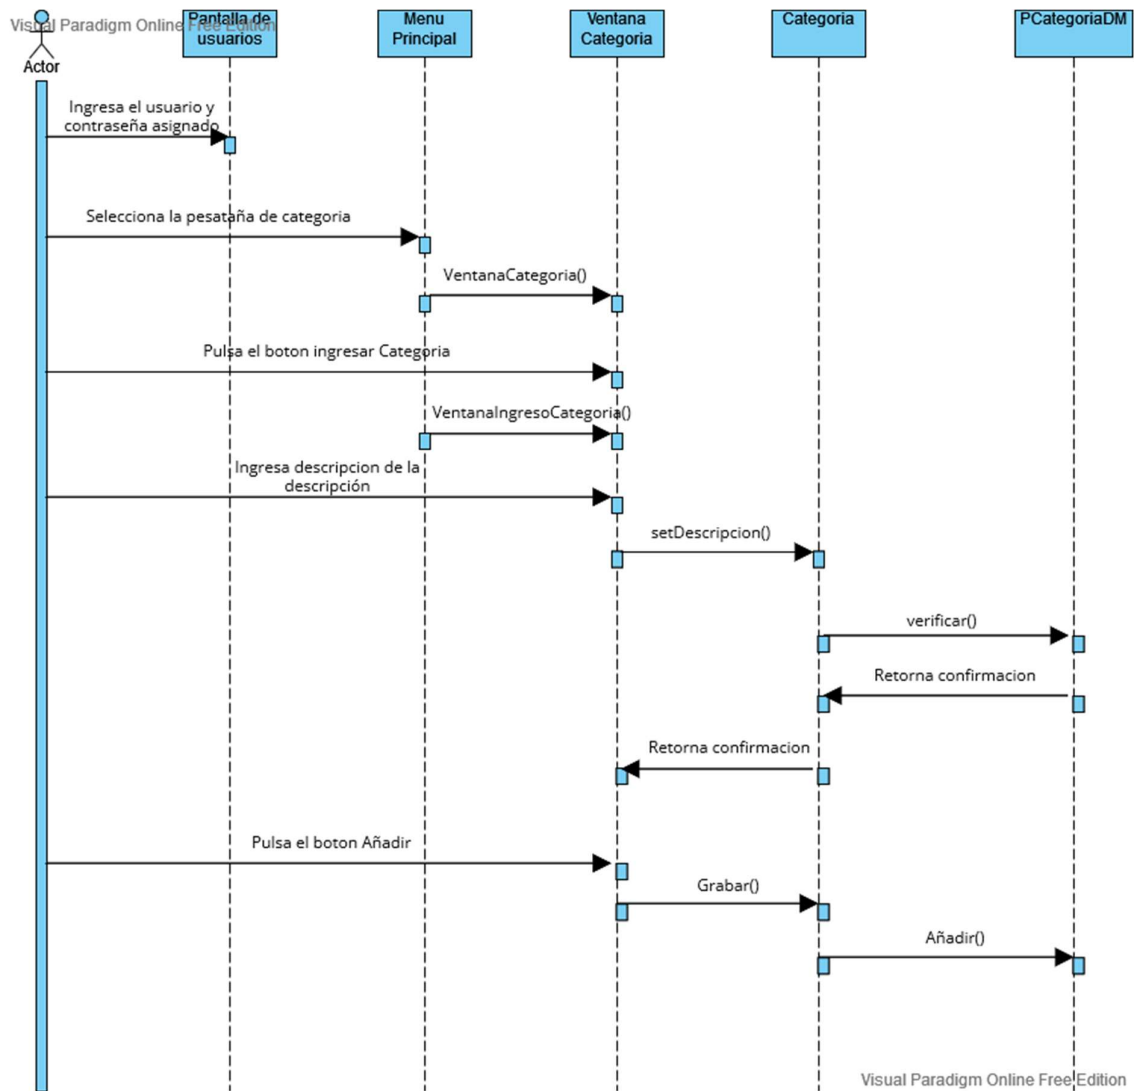 Visual Paradigm Online Free Edition
Pantalla de
usuarios
Menu
Principal
Ventana
Categoria
Categoria
PCategoriaDM
Actor
Ingresa el usuario y
contraseña asignado
Selecciona la pesataña de categoria
VentanaCategoria()
Pulsa el boton ingresar Categoria
VentanaIngresoCategoria()
Ingresa descripcion de la
descripción
setDescripcion()
verificar()
Retorna confirmacion
Retorna confirmacion
Pulsa el boton Añadir
Grabar()
Añadir()
Visual Paradigm Online Free Edition